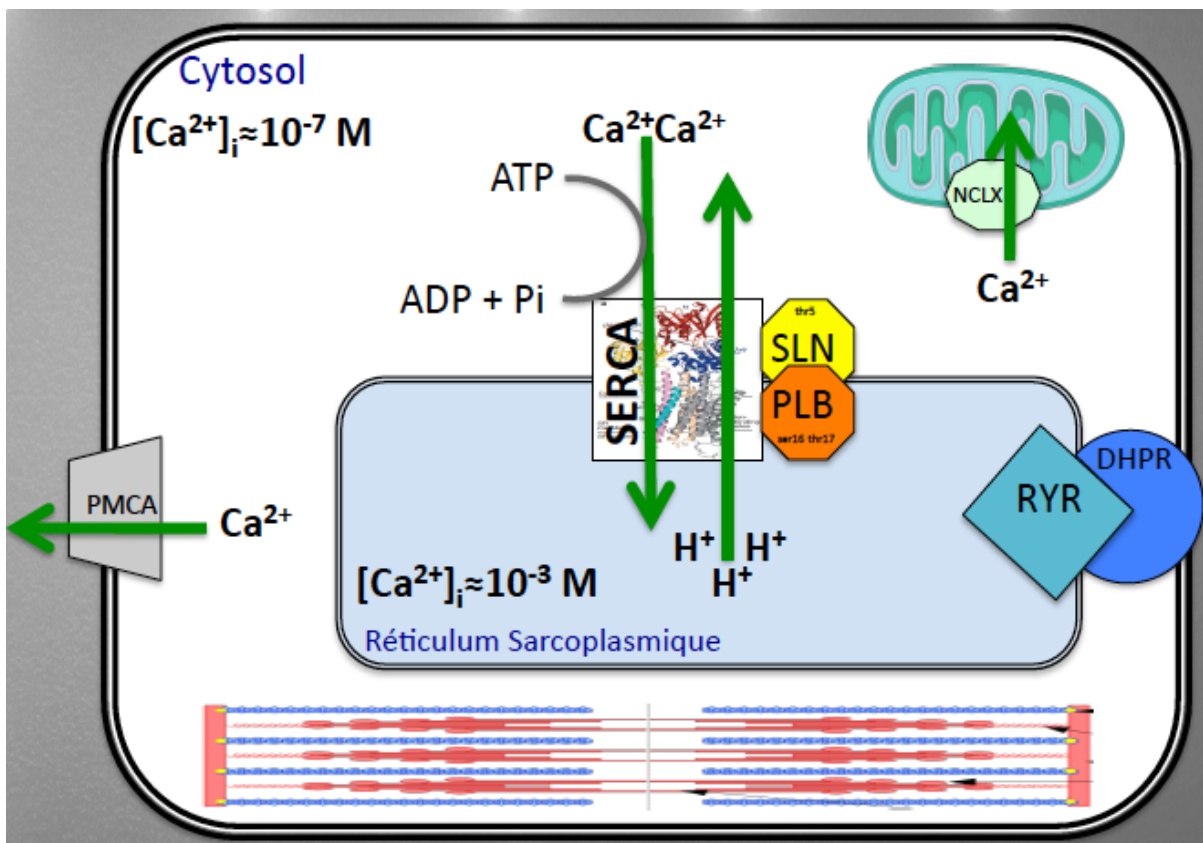 Cytosol
[Ca²⁺]ᵢ≈10⁻⁷ M
Ca²⁺Ca²⁺
ATP
ADP + Pi
NCLX
Ca²⁺
SERCA
thr5
SLN
PLB
ser16 thr17
DHPR
RYR
PMCA
Ca²⁺
H⁺ H⁺
H⁺
[Ca²⁺]ᵢ≈10⁻³ M
Réticulum Sarcoplasmique